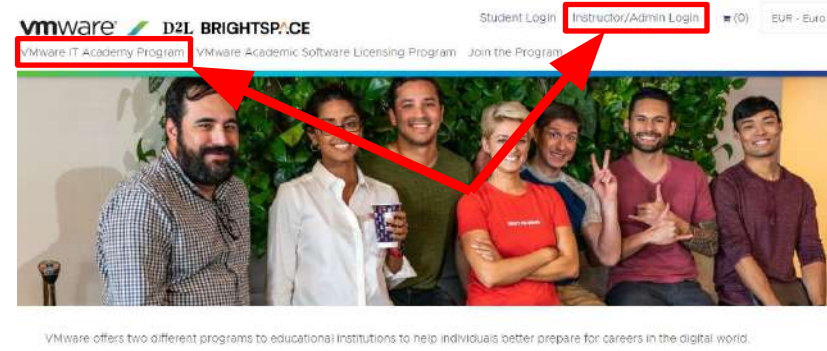 vmware D2L BRIGHTSPACE
Student Login Instructor/Admin Login (0) EUR - Euro
VMware IT Academy Program VMware Academic Software Licensing Program Join the Program
VMware offers two different programs to educational institutions to help individuals better prepare for careers in the digital world.